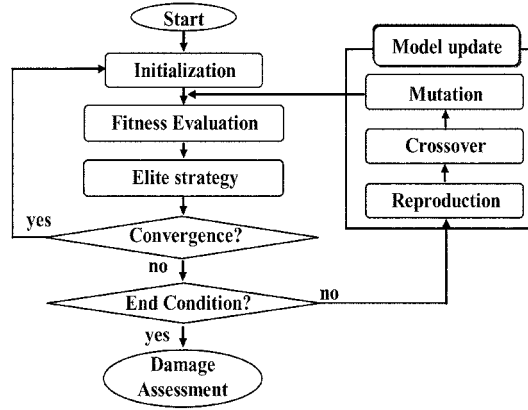 Start
Initialization
Fitness Evaluation
Elite strategy
Convergence?
yes
no
End Condition?
no
yes
Damage
Assessment
Model update
Mutation
Crossover
Reproduction